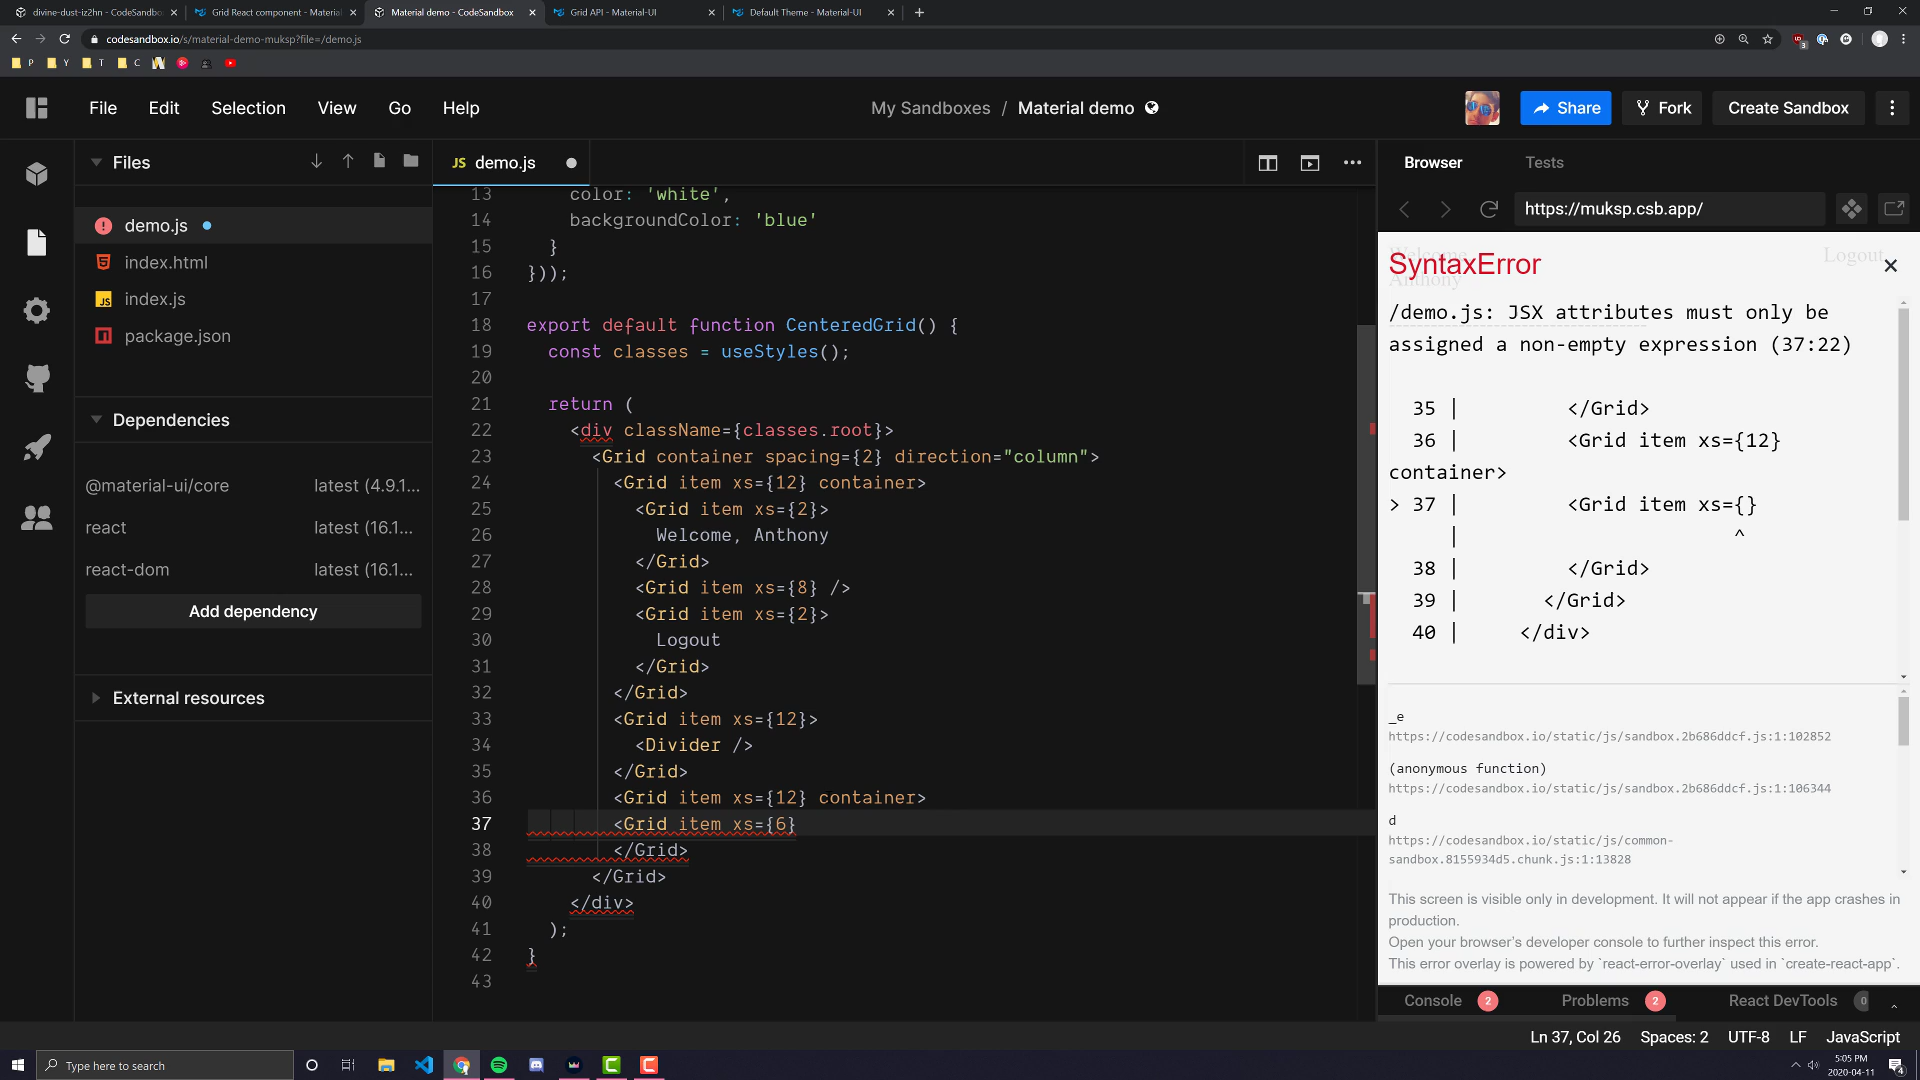 divine-dust-iz2hn - CodeSandbo
Grid React component - Material
Material demo - CodeSandbox
Grid API - Material-UI
Default Theme - Material-UI
codesandbox.io/s/material-demo-muksp?file=/demo.js
P Y T C
File Edit Selection View Go Help
My Sandboxes / Material demo
Share Fork Create Sandbox
Files
demo.js
index.html
index.js
package.json
Dependencies
@material-ui/core latest (4.9.1...
react latest (16.1...
react-dom latest (16.1...
Add dependency
External resources
JS demo.js
13 color: 'white',
14 backgroundColor: 'blue'
15 }
16 }));
17
18 export default function CenteredGrid() {
19 const classes = useStyles();
20
21 return (
22 <div className={classes.root}>
23 <Grid container spacing={2} direction="column">
24 <Grid item xs={12} container>
25 <Grid item xs={2}>
26 Welcome, Anthony
27 </Grid>
28 <Grid item xs={8} />
29 <Grid item xs={2}>
30 Logout
31 </Grid>
32 </Grid>
33 <Grid item xs={12}>
34 <Divider />
35 </Grid>
36 <Grid item xs={12} container>
37 <Grid item xs={6}
38 </Grid>
39 </Grid>
40 </div>
41 );
42 }
43
Browser Tests
https://muksp.csb.app/
Welcome,
Anthony
Logout
SyntaxError
/demo.js: JSX attributes must only be
assigned a non-empty expression (37:22)
35 | </Grid>
36 | <Grid item xs={12}
container>
> 37 | <Grid item xs={}
| ^
38 | </Grid>
39 | </Grid>
40 | </div>
_e
https://codesandbox.io/static/js/sandbox.2b686ddcf.js:1:102852
(anonymous function)
https://codesandbox.io/static/js/sandbox.2b686ddcf.js:1:106344
d
https://codesandbox.io/static/js/common-
sandbox.8155934d5.chunk.js:1:13828
This screen is visible only in development. It will not appear if the app crashes in
production.
Open your browser’s developer console to further inspect this error.
This error overlay is powered by `react-error-overlay` used in `create-react-app`.
Console 2 Problems 2 React DevTools 0
Ln 37, Col 26 Spaces: 2 UTF-8 LF JavaScript
Type here to search
5:05 PM
2020-04-11
4